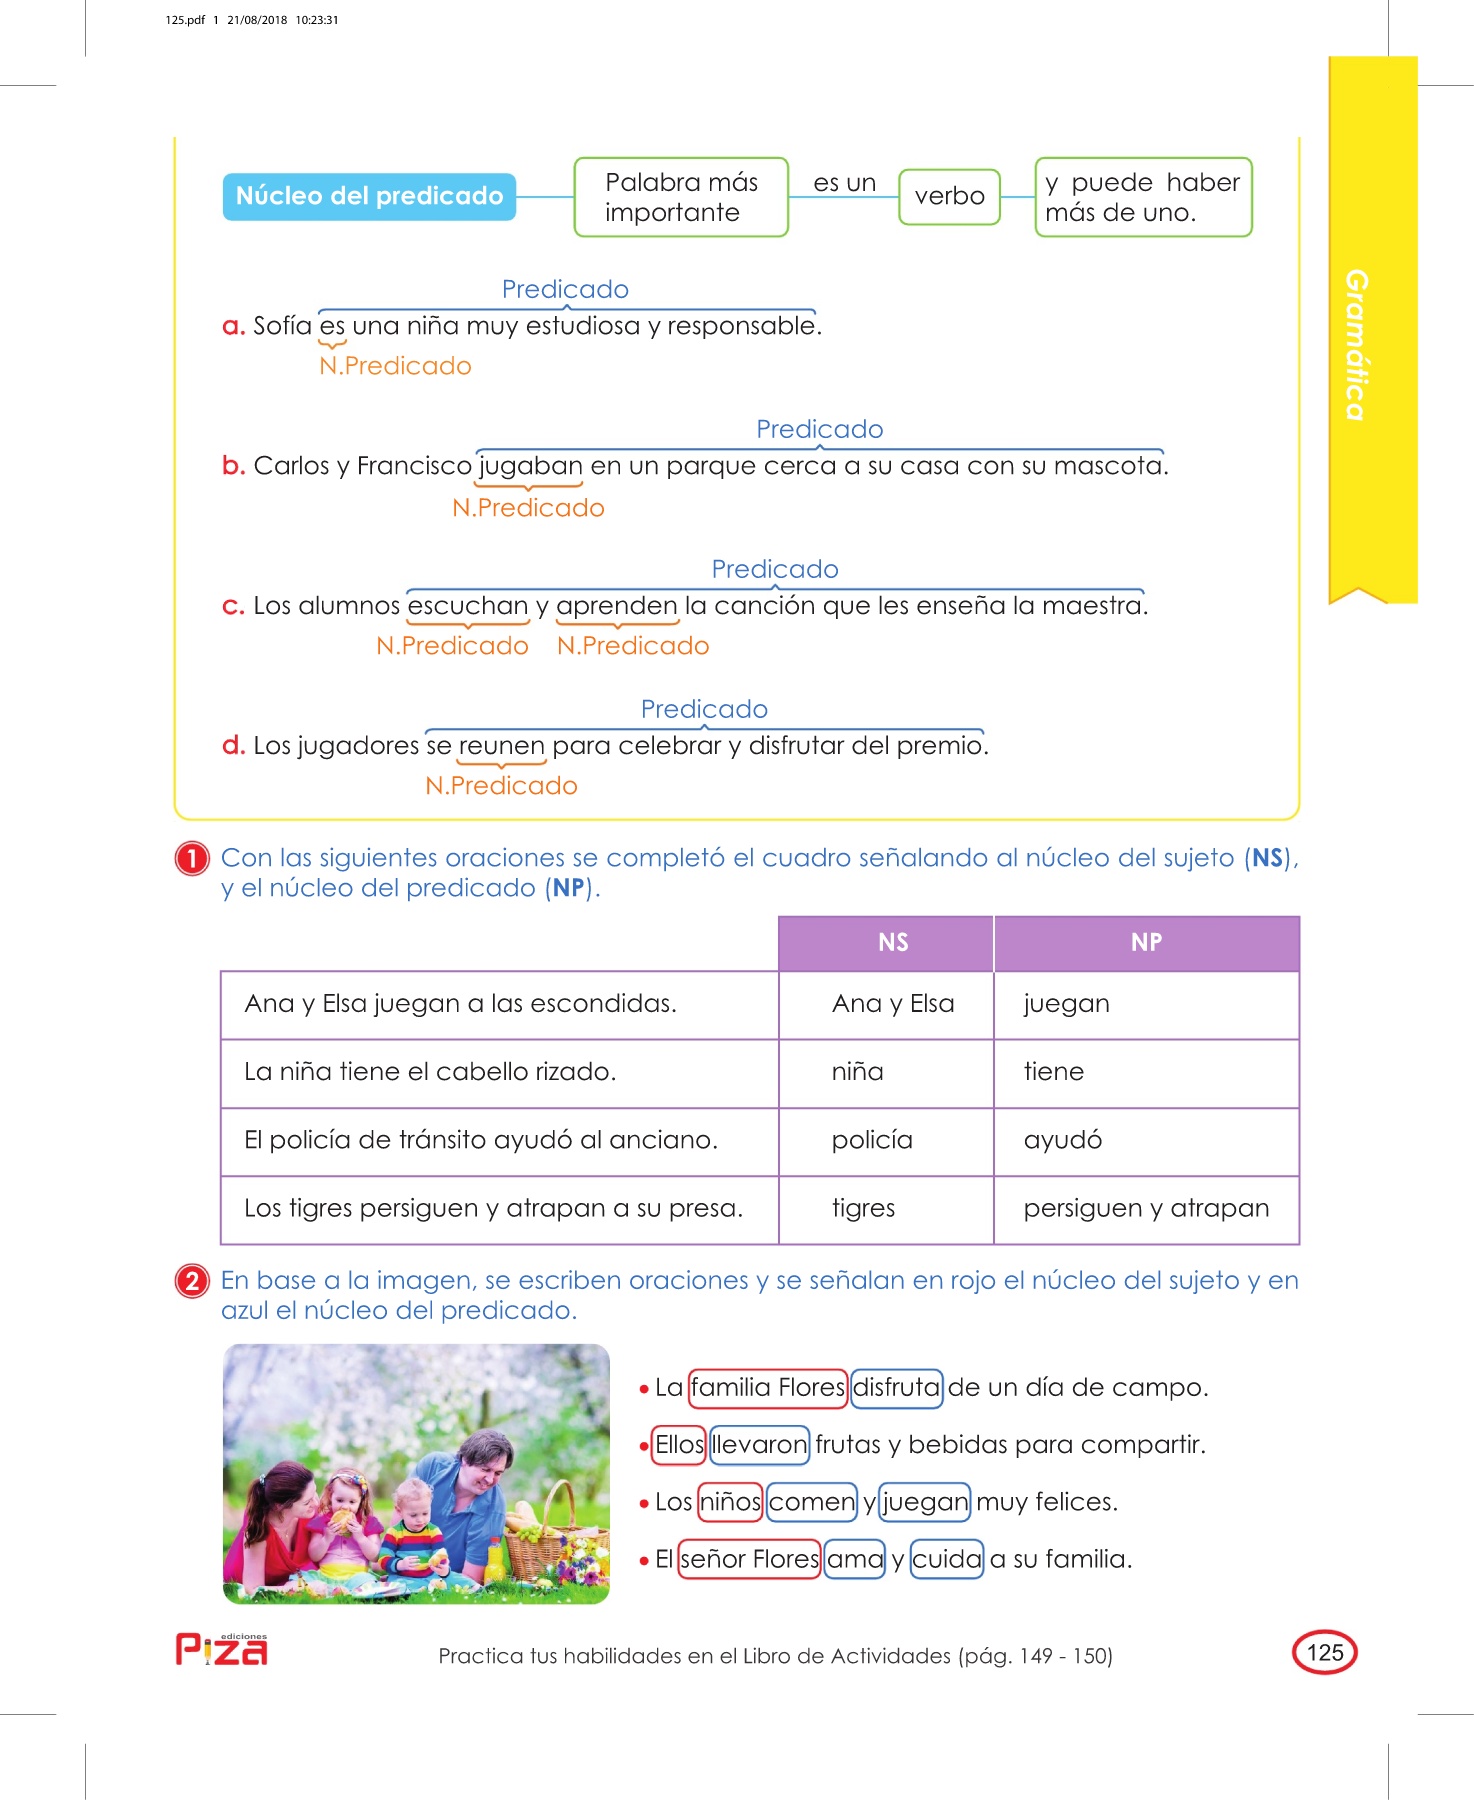 125.pdf 1 21/08/2018 10:23:31
Núcleo del predicado
Palabra más
importante
es un
verbo
y puede haber
más de uno.
Gramática
Predicado
a. Sofía es una niña muy estudiosa y responsable.
N.Predicado
Predicado
b. Carlos y Francisco jugaban en un parque cerca a su casa con su mascota.
N.Predicado
Predicado
c. Los alumnos escuchan y aprenden la canción que les enseña la maestra.
N.Predicado N.Predicado
Predicado
d. Los jugadores se reunen para celebrar y disfrutar del premio.
N.Predicado
1 Con las siguientes oraciones se completó el cuadro señalando al núcleo del sujeto (NS),
y el núcleo del predicado (NP).
NS NP
Ana y Elsa juegan a las escondidas. Ana y Elsa juegan
La niña tiene el cabello rizado. niña tiene
El policía de tránsito ayudó al anciano. policía ayudó
Los tigres persiguen y atrapan a su presa. tigres persiguen y atrapan
2 En base a la imagen, se escriben oraciones y se señalan en rojo el núcleo del sujeto y en
azul el núcleo del predicado.
• La familia Flores disfruta de un día de campo.
• Ellos llevaron frutas y bebidas para compartir.
• Los niños comen y juegan muy felices.
• El señor Flores ama y cuida a su familia.
ediciones
Piza
Practica tus habilidades en el Libro de Actividades (pág. 149 - 150)
125